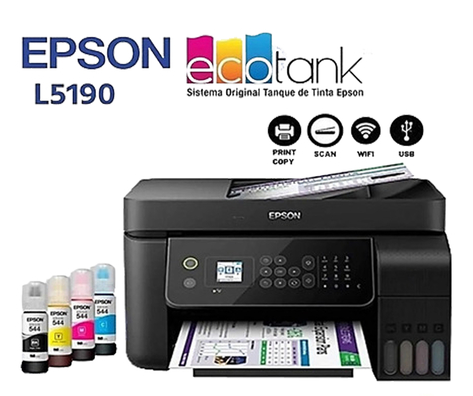 EPSON
L5190
ecotank
Sistema Original Tanque de Tinta Epson
PRINT
COPY
SCAN
WIFI
USB
EPSON
EPSON
544
EPSON
544
EPSON
544
EPSON
544